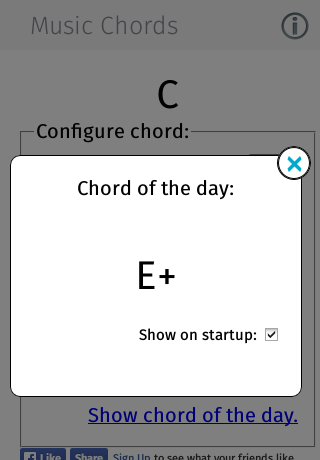 Music Chords
C
Configure chord:
Chord of the day:
E+
Show on startup:
Show chord of the day.
Like Share Sign Up to see what your friends like